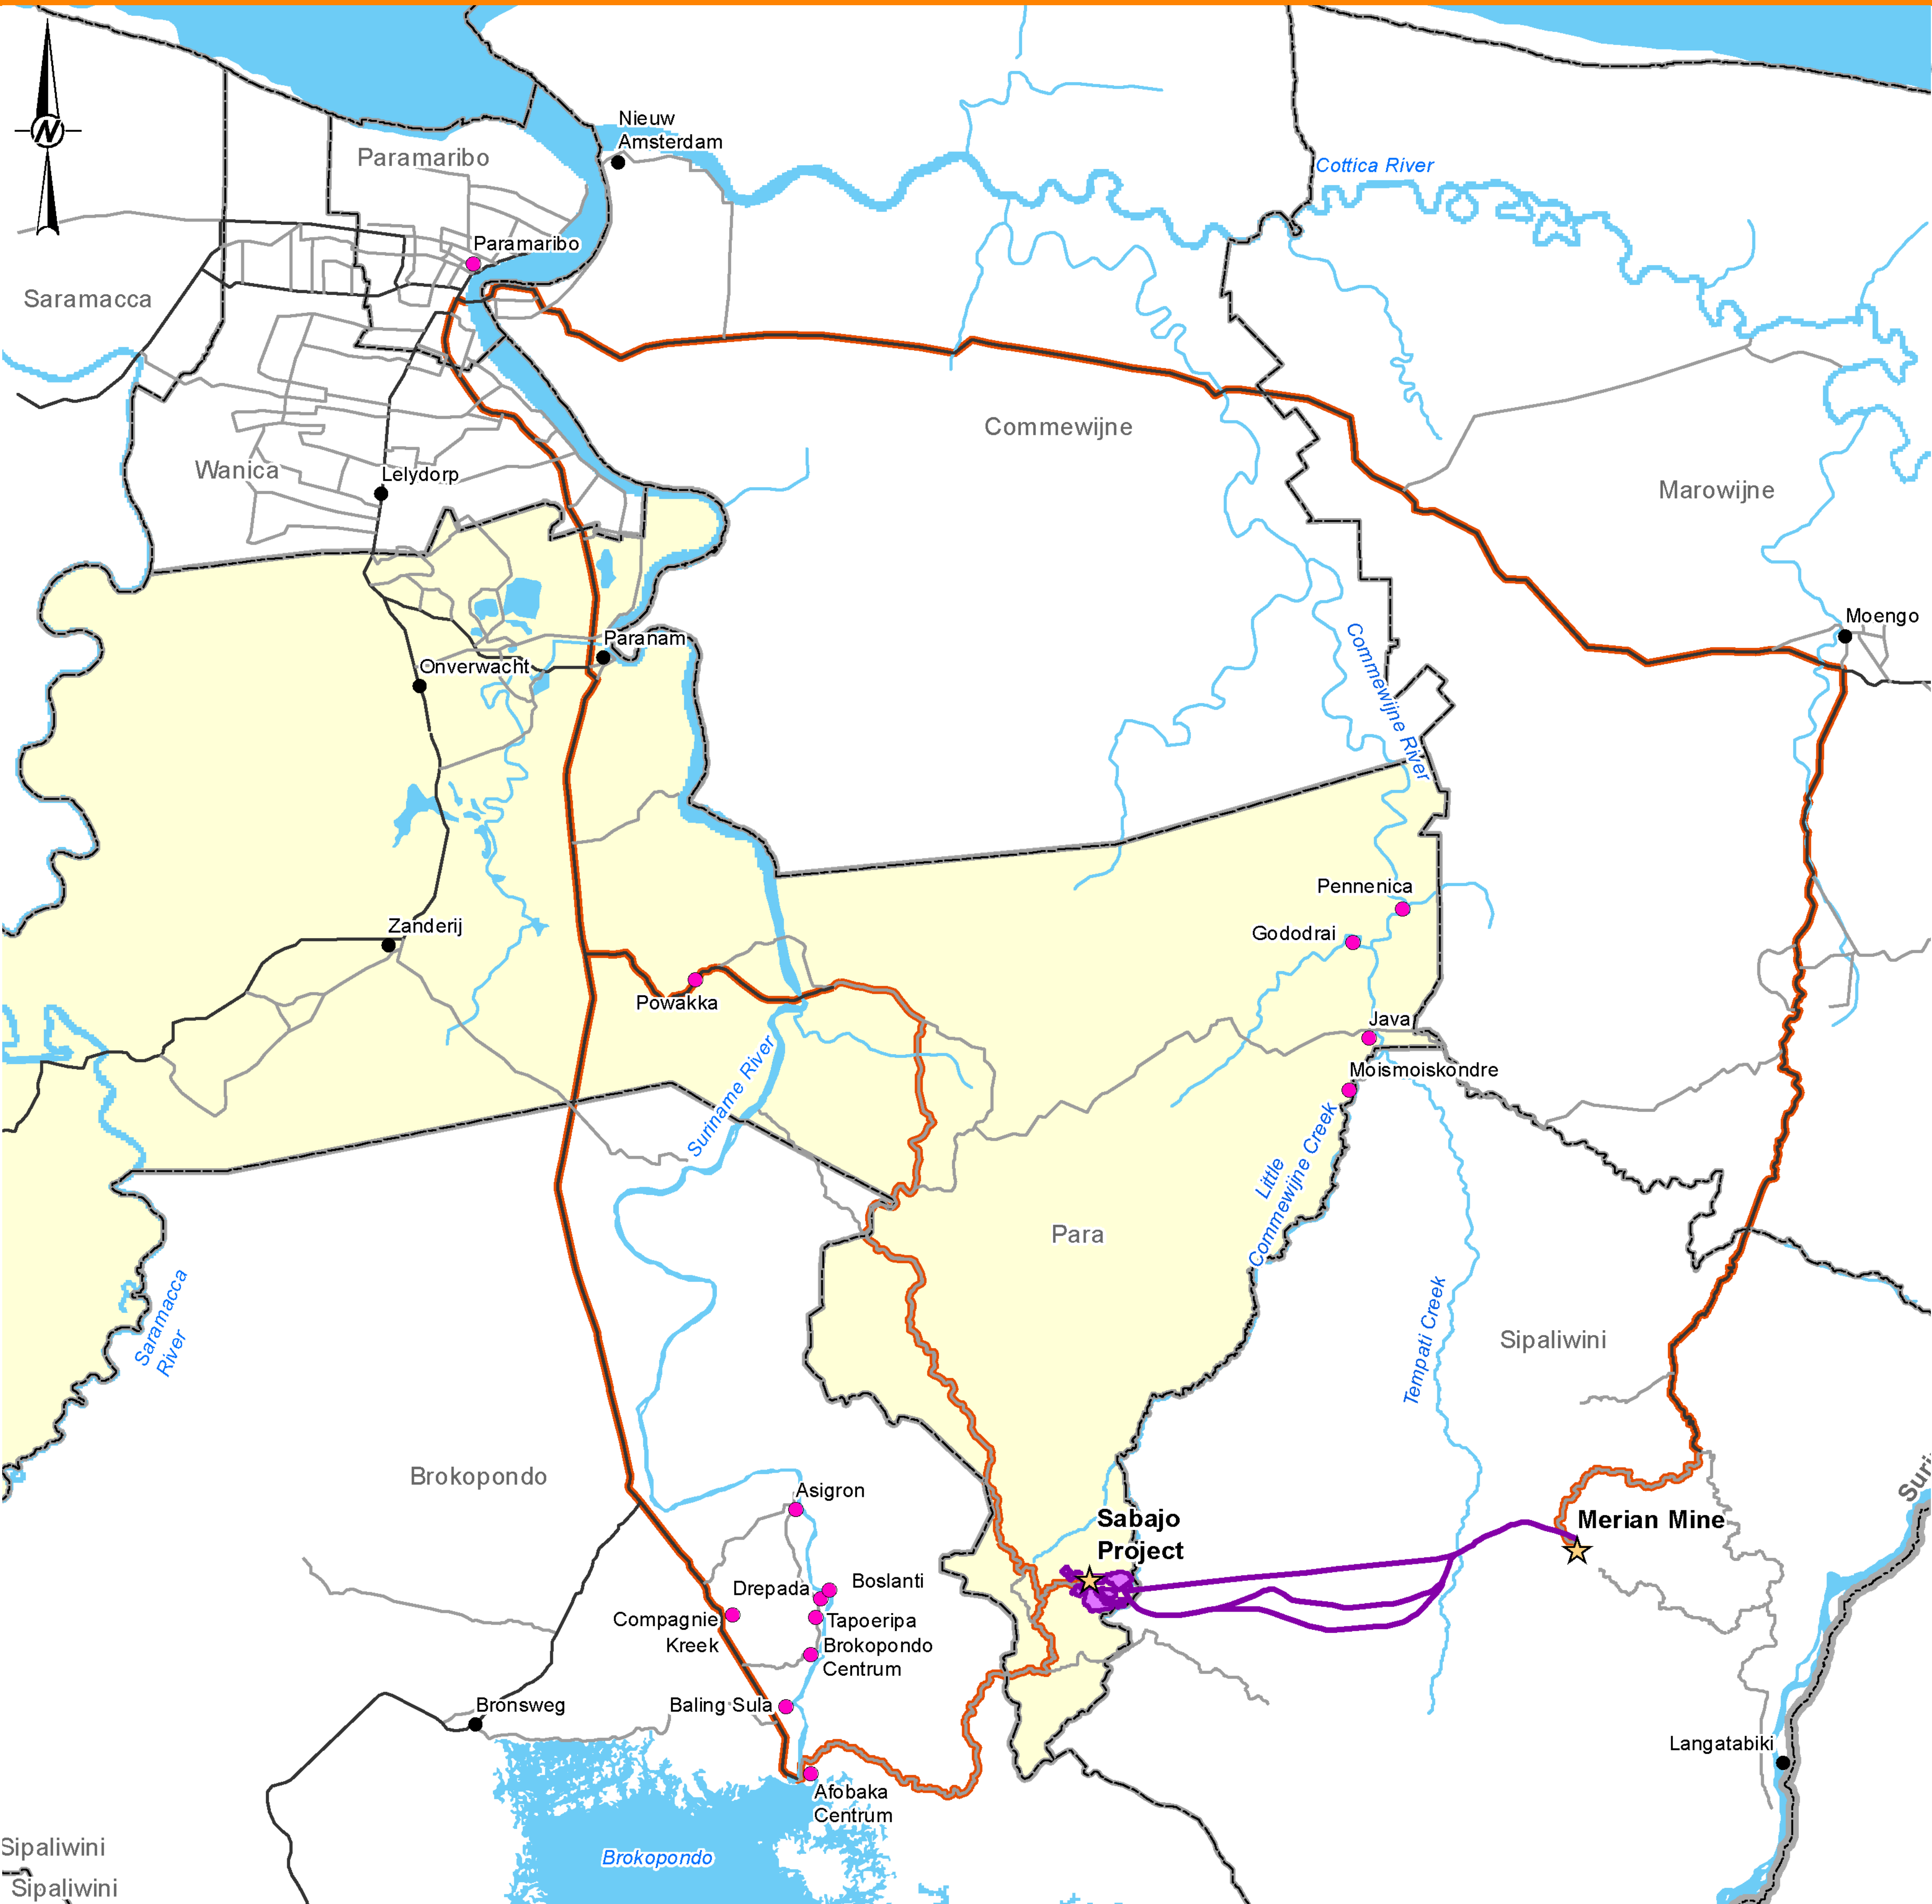 N
Nieuw
Amsterdam
Paramaribo
Cottica River
Paramaribo
Saramacca
Commewijne
Wanica
Lelydorp
Marowijne
Moengo
Paranam
Onverwacht
Commewijne River
Pennenica
Zanderij
Gododrai
Powakka
Java
Moismoiskondre
Suriname River
Little
Commewijne Creek
Para
Saramacca
River
Tempati Creek
Sipaliwini
Brokopondo
Asigron
Sabajo
Project
Merian Mine
Drepada
Boslanti
Compagnie
Kreek
Tapoeripa
Brokopondo
Centrum
Baling Sula
Bronsweg
Langatabiki
Afobaka
Centrum
Brokopondo
Sipaliwini
Sipaliwini